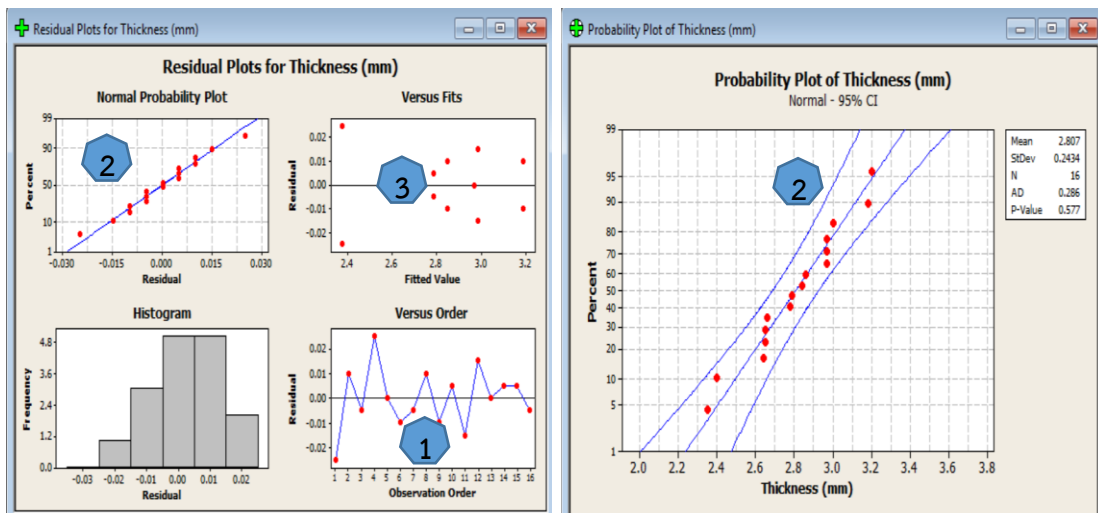 Residual Plots for Thickness (mm)
Residual Plots for Thickness (mm)
Normal Probability Plot
99
90
50
10
1
Percent
-0.030 -0.015 0.000 0.015 0.030
Residual
2
Versus Fits
0.02
0.01
0.00
-0.01
-0.02
Residual
2.4 2.6 2.8 3.0 3.2
Fitted Value
3
Histogram
4.8
3.6
2.4
1.2
0.0
Frequency
-0.03 -0.02 -0.01 0.00 0.01 0.02
Residual
Versus Order
0.02
0.01
0.00
-0.01
-0.02
Residual
1 2 3 4 5 6 7 8 9 10 11 12 13 14 15 16
Observation Order
1
Probability Plot of Thickness (mm)
Probability Plot of Thickness (mm)
Normal - 95% CI
99
95
90
80
70
60
50
40
30
20
10
5
1
Percent
2.0 2.2 2.4 2.6 2.8 3.0 3.2 3.4 3.6 3.8
Thickness (mm)
2
Mean 2.807
StDev 0.2434
N 16
AD 0.286
P-Value 0.577